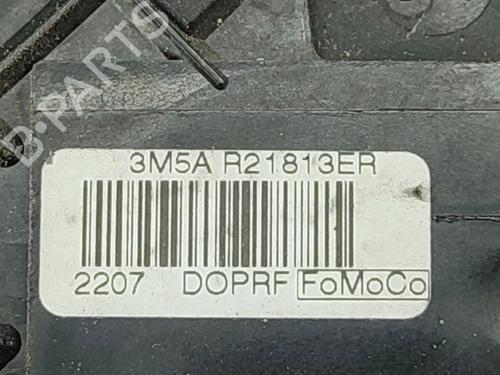 B-PARTS
3M5A R21813ER
2207 DOPRF FoMoCo